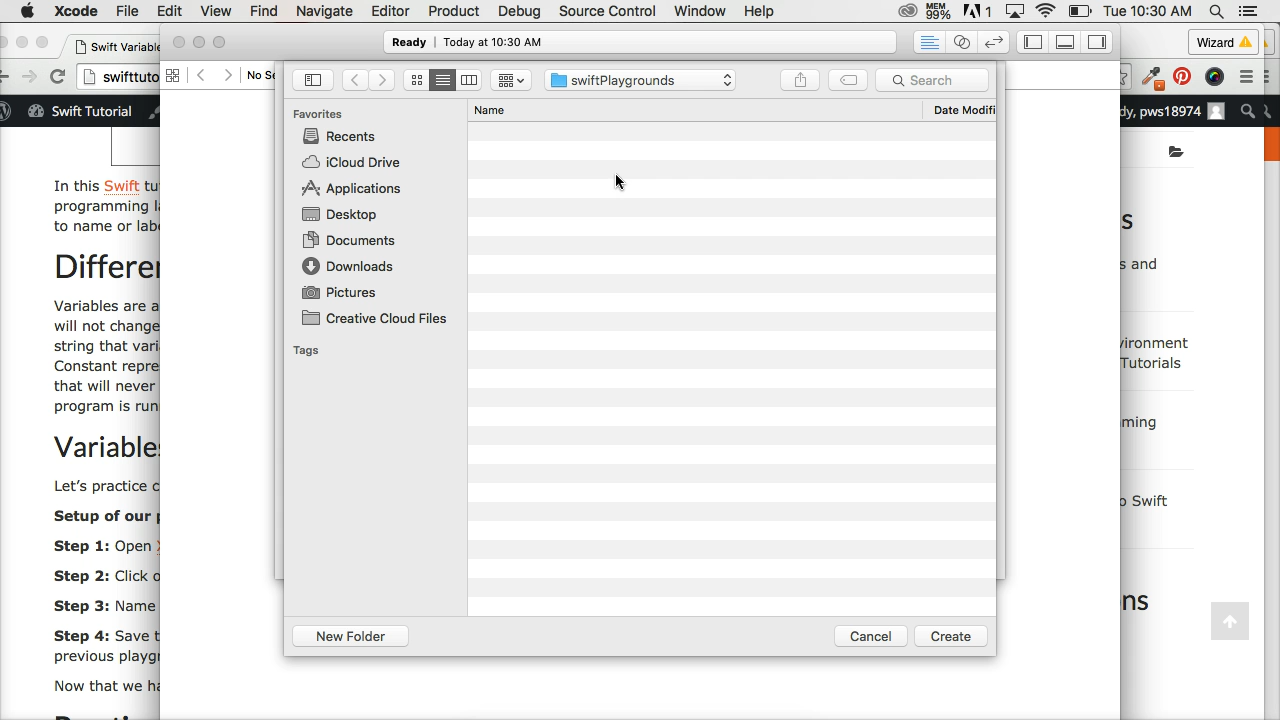 Xcode File Edit View Find Navigate Editor Product Debug Source Control Window Help MEM 99% 1 Tue 10:30 AM
Swift Variable
Ready | Today at 10:30 AM
Wizard
swifttuto
No Se
swiftPlaygrounds
Search
Swift Tutorial
dy, pws18974
Favorites
Recents
iCloud Drive
Applications
Desktop
Documents
Downloads
Pictures
Creative Cloud Files
Tags
Name
Date Modifi
New Folder
Cancel
Create
In this Swift tu
programming la
to name or labe
Differen
Variables are a
will not change
string that vari
Constant repre
that will never
program is run
Variables
Let's practice c
Setup of our p
Step 1: Open X
Step 2: Click o
Step 3: Name
Step 4: Save t
previous playgr
Now that we ha
s
s and
vironment
Tutorials
ming
o Swift
ns